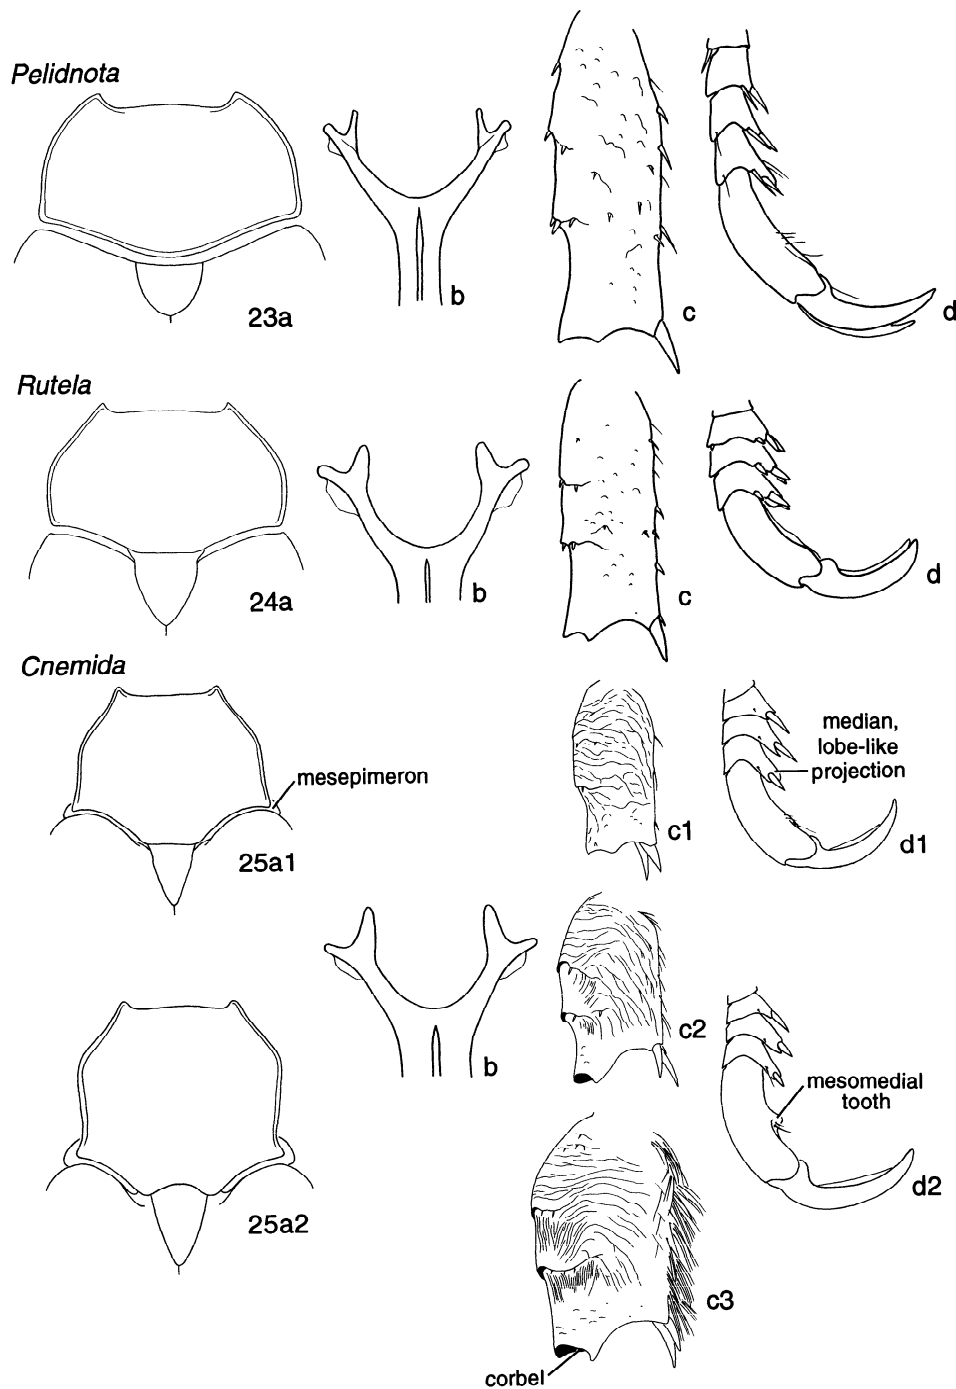 Pelidnota
23a
b
c
d
Rutela
24a
b
c
d
Cnemida
mesepimeron
25a1
c1
median,
lobe-like
projection
d1
b
c2
mesomedial
tooth
d2
25a2
c3
corbel